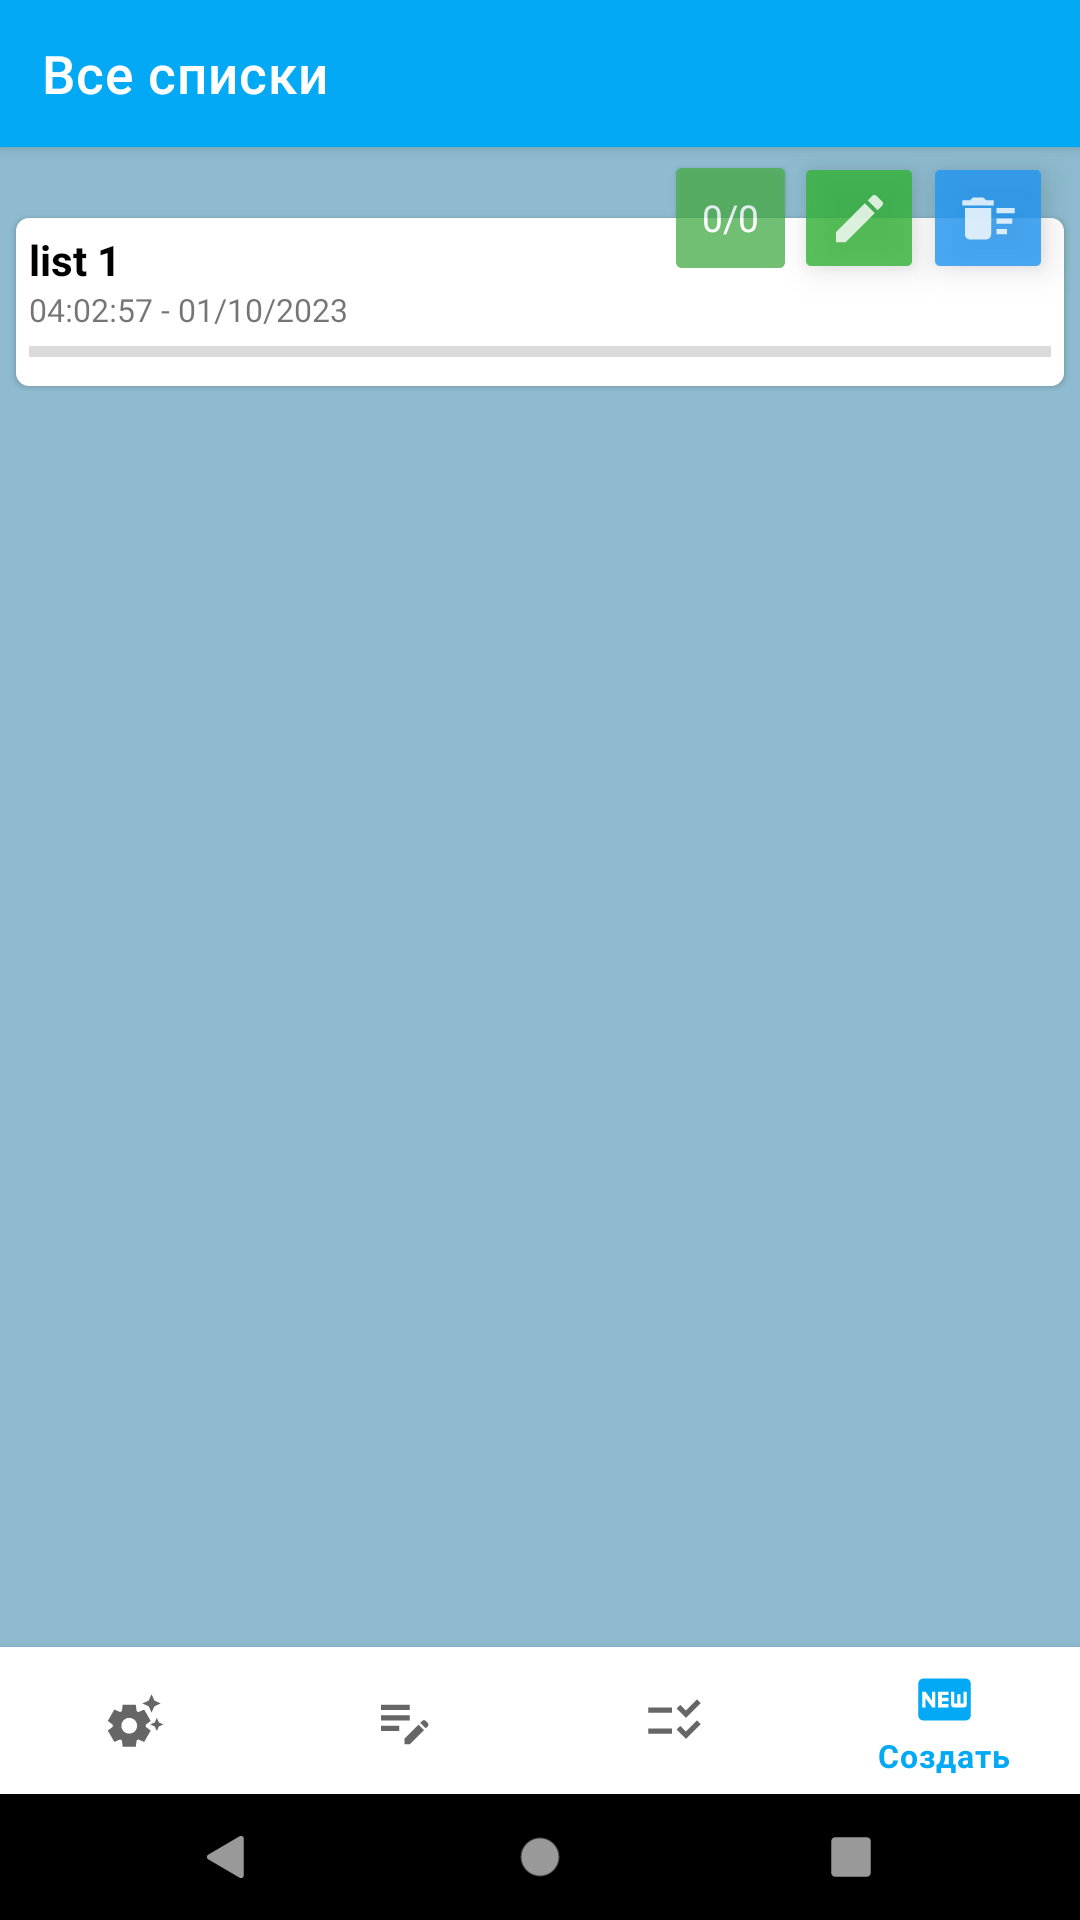 Все списки
0/0
list 1
04:02:57 - 01/10/2023
NEW
Создать